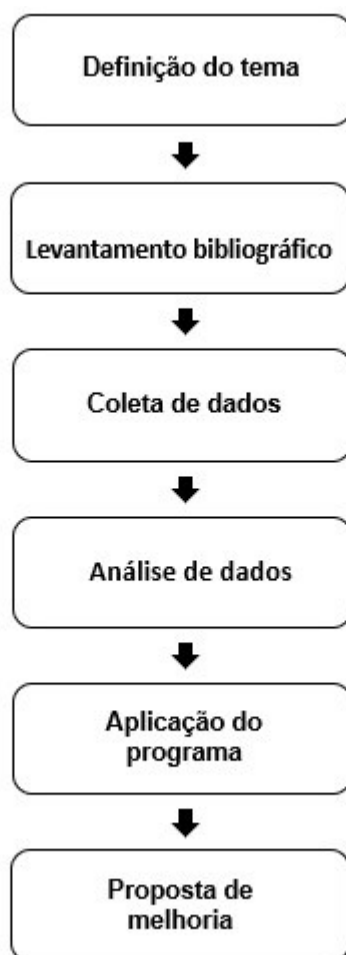 Definição do tema
Levantamento bibliográfico
Coleta de dados
Análise de dados
Aplicação do
programa
Proposta de
melhoria